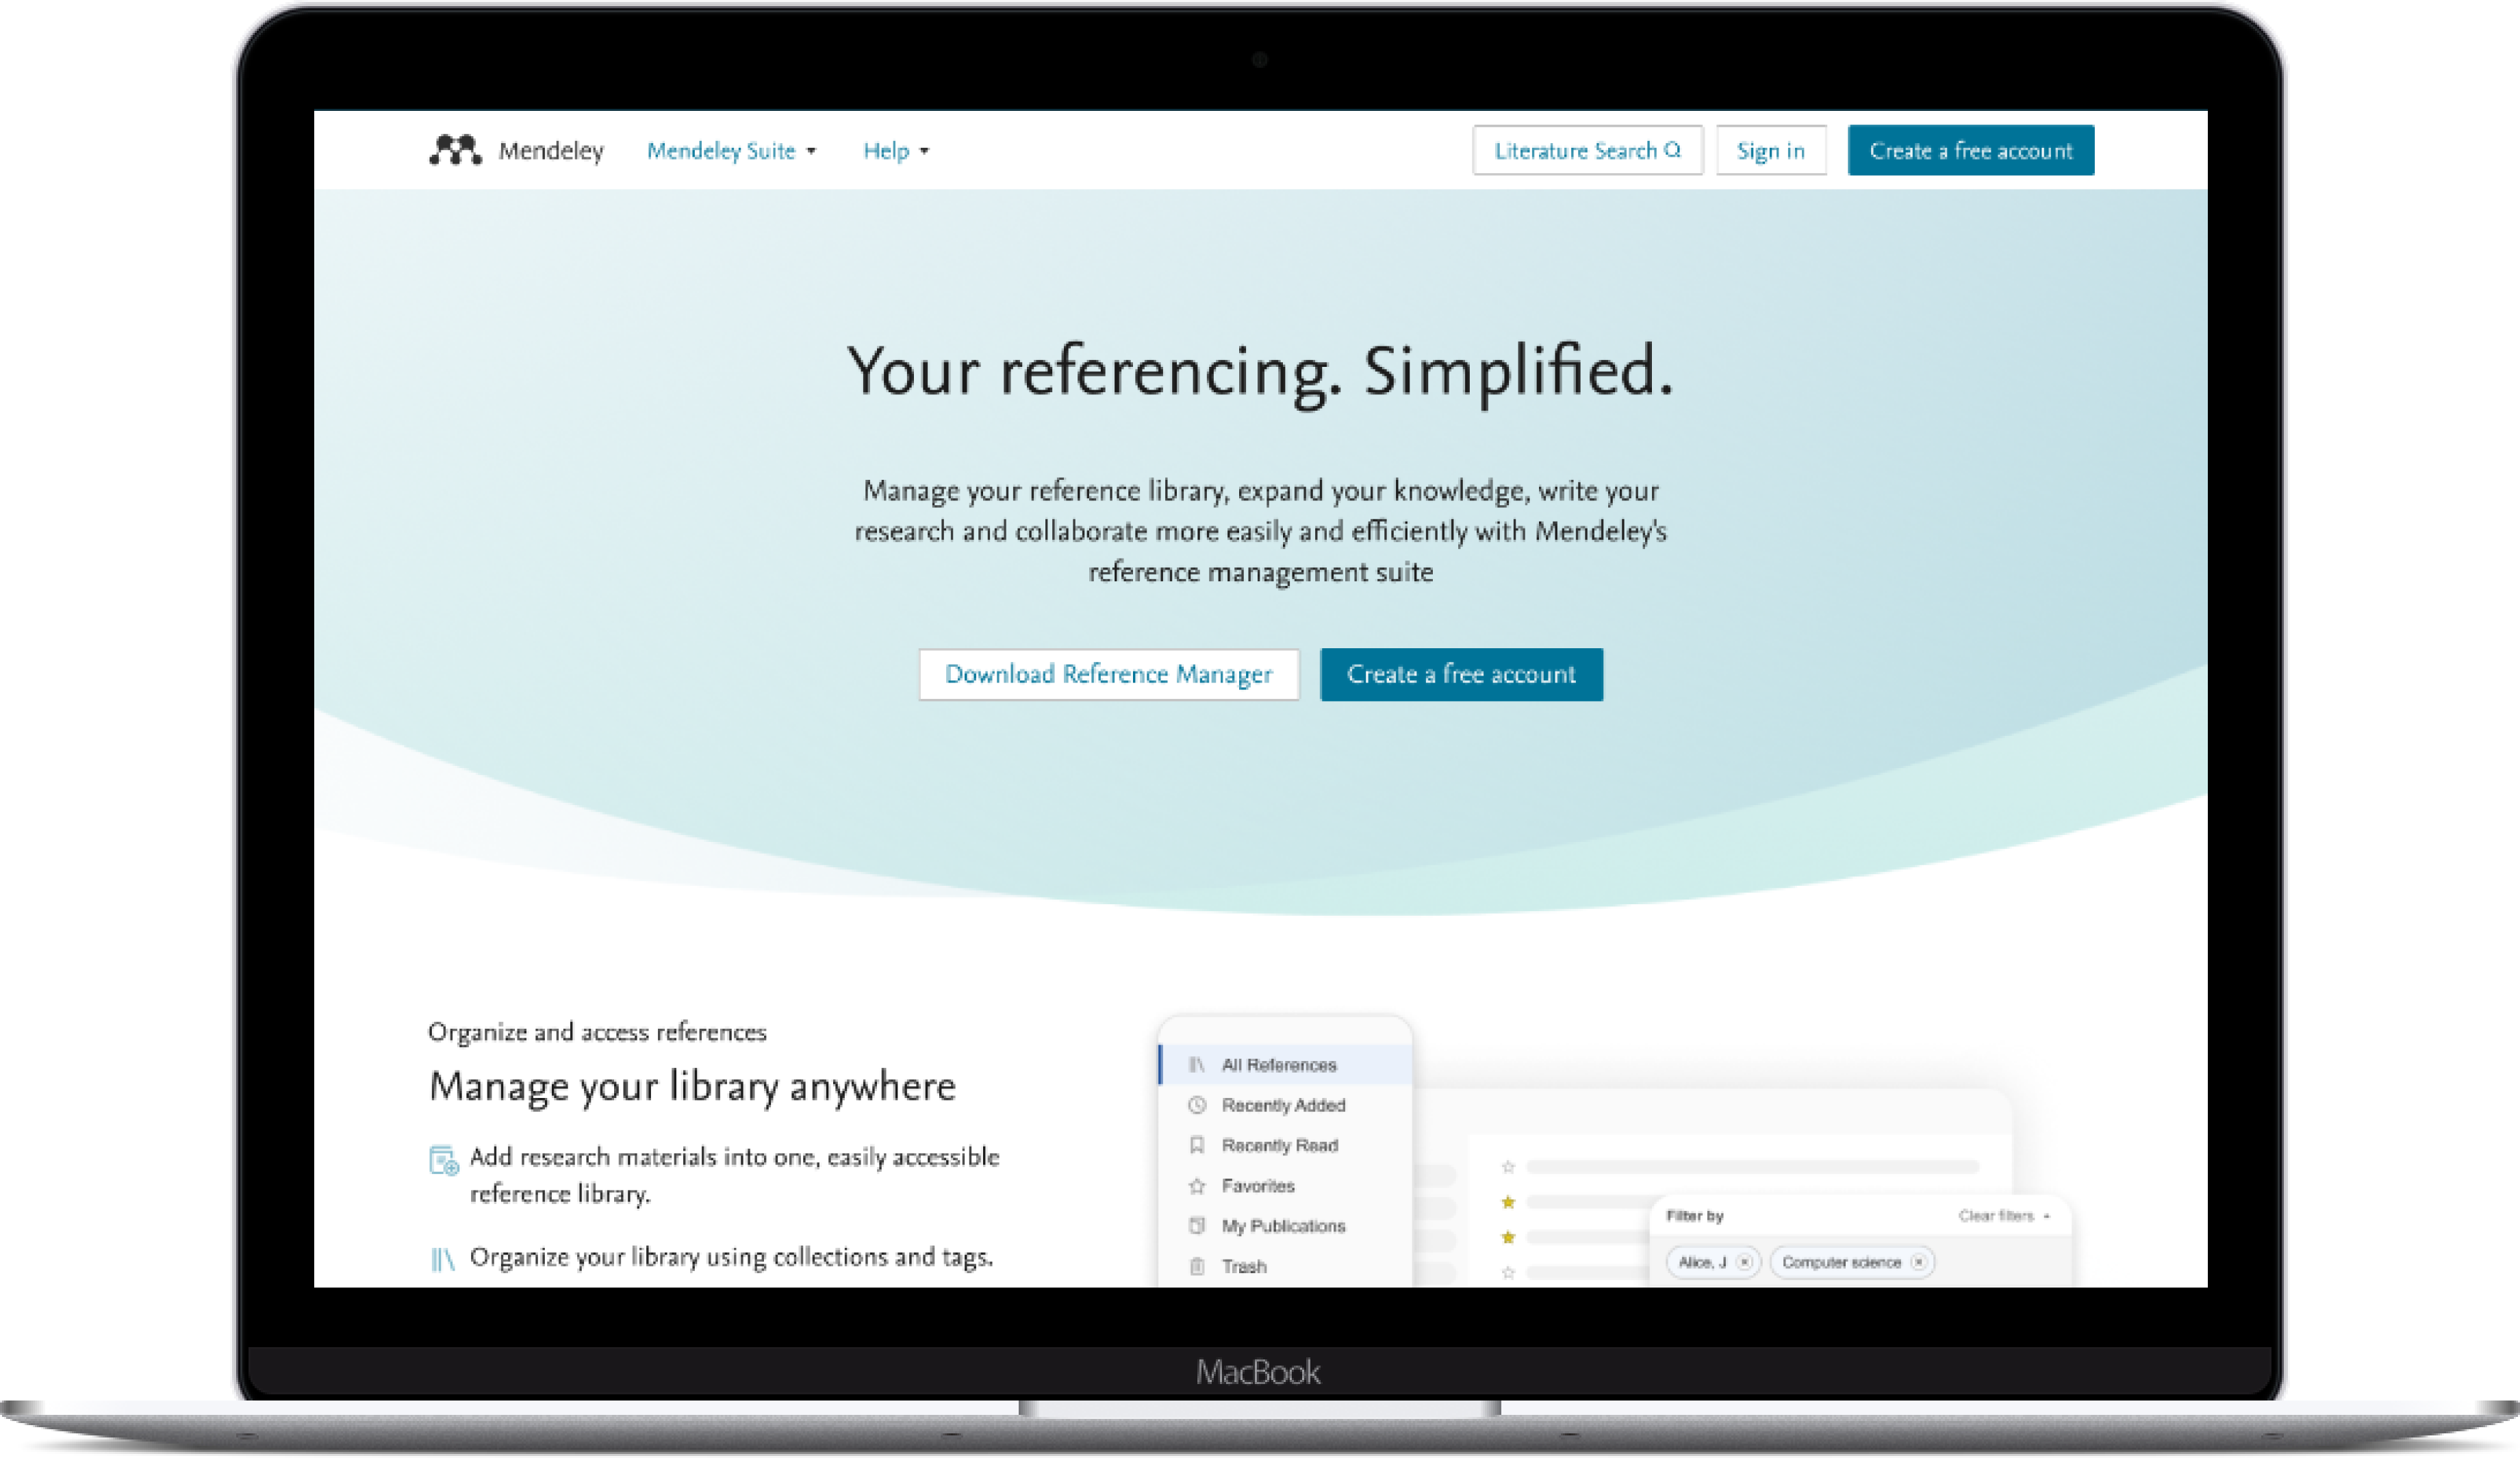 Mendeley
Mendeley Suite
Help
Literature Search
Sign in
Create a free account
Your referencing. Simplified.
Manage your reference library, expand your knowledge, write your
research and collaborate more easily and efficiently with Mendeley's
reference management suite
Download Reference Manager
Create a free account
Organize and access references
Manage your library anywhere
Add research materials into one, easily accessible
reference library.
Organize your library using collections and tags.
All References
Recently Added
Recently Read
Favorites
My Publications
Trash
Filter by
Clear filters
Alice, J
Computer science
MacBook